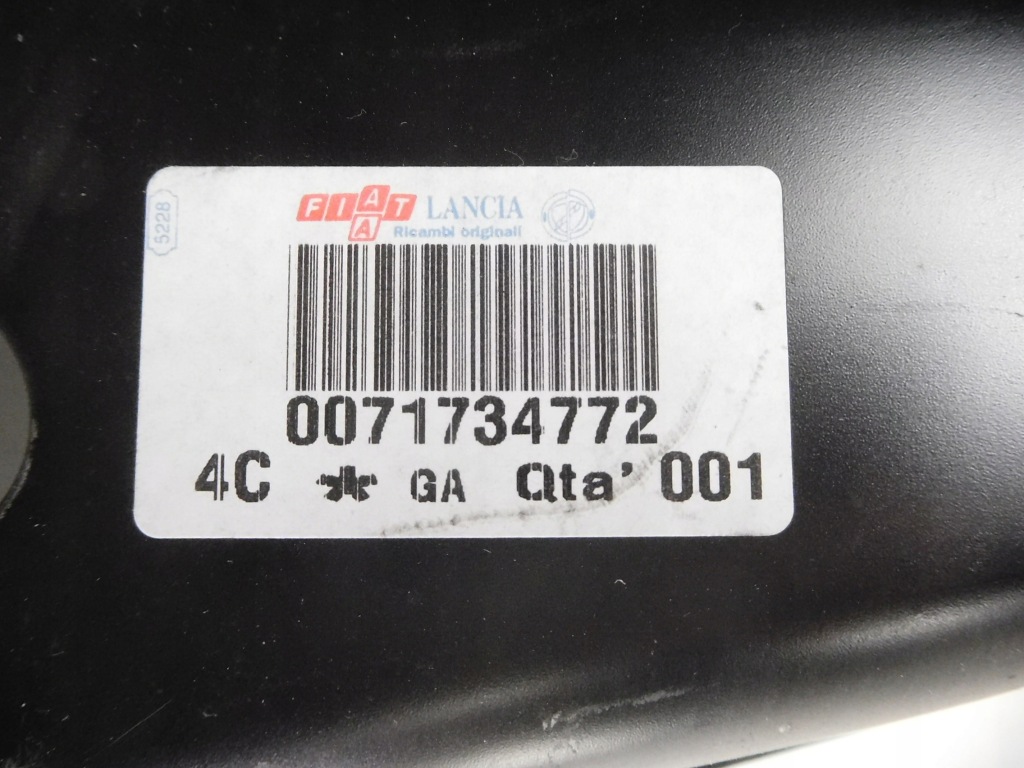 5228
FIAT LANCIA
A Ricambi originali
0071734772
4C * GA Qta' 001